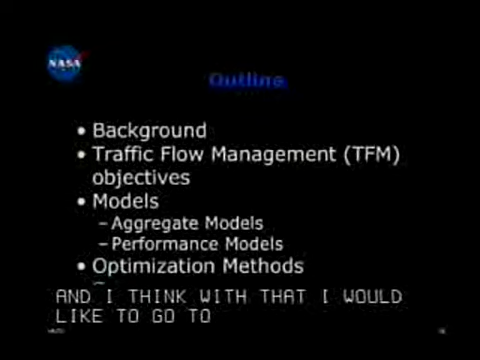 NASA
Outline
• Background
• Traffic Flow Management (TFM)
objectives
• Models
– Aggregate Models
– Performance Models
• Optimization Methods
AND I THINK WITH THAT I WOULD
LIKE TO GO TO